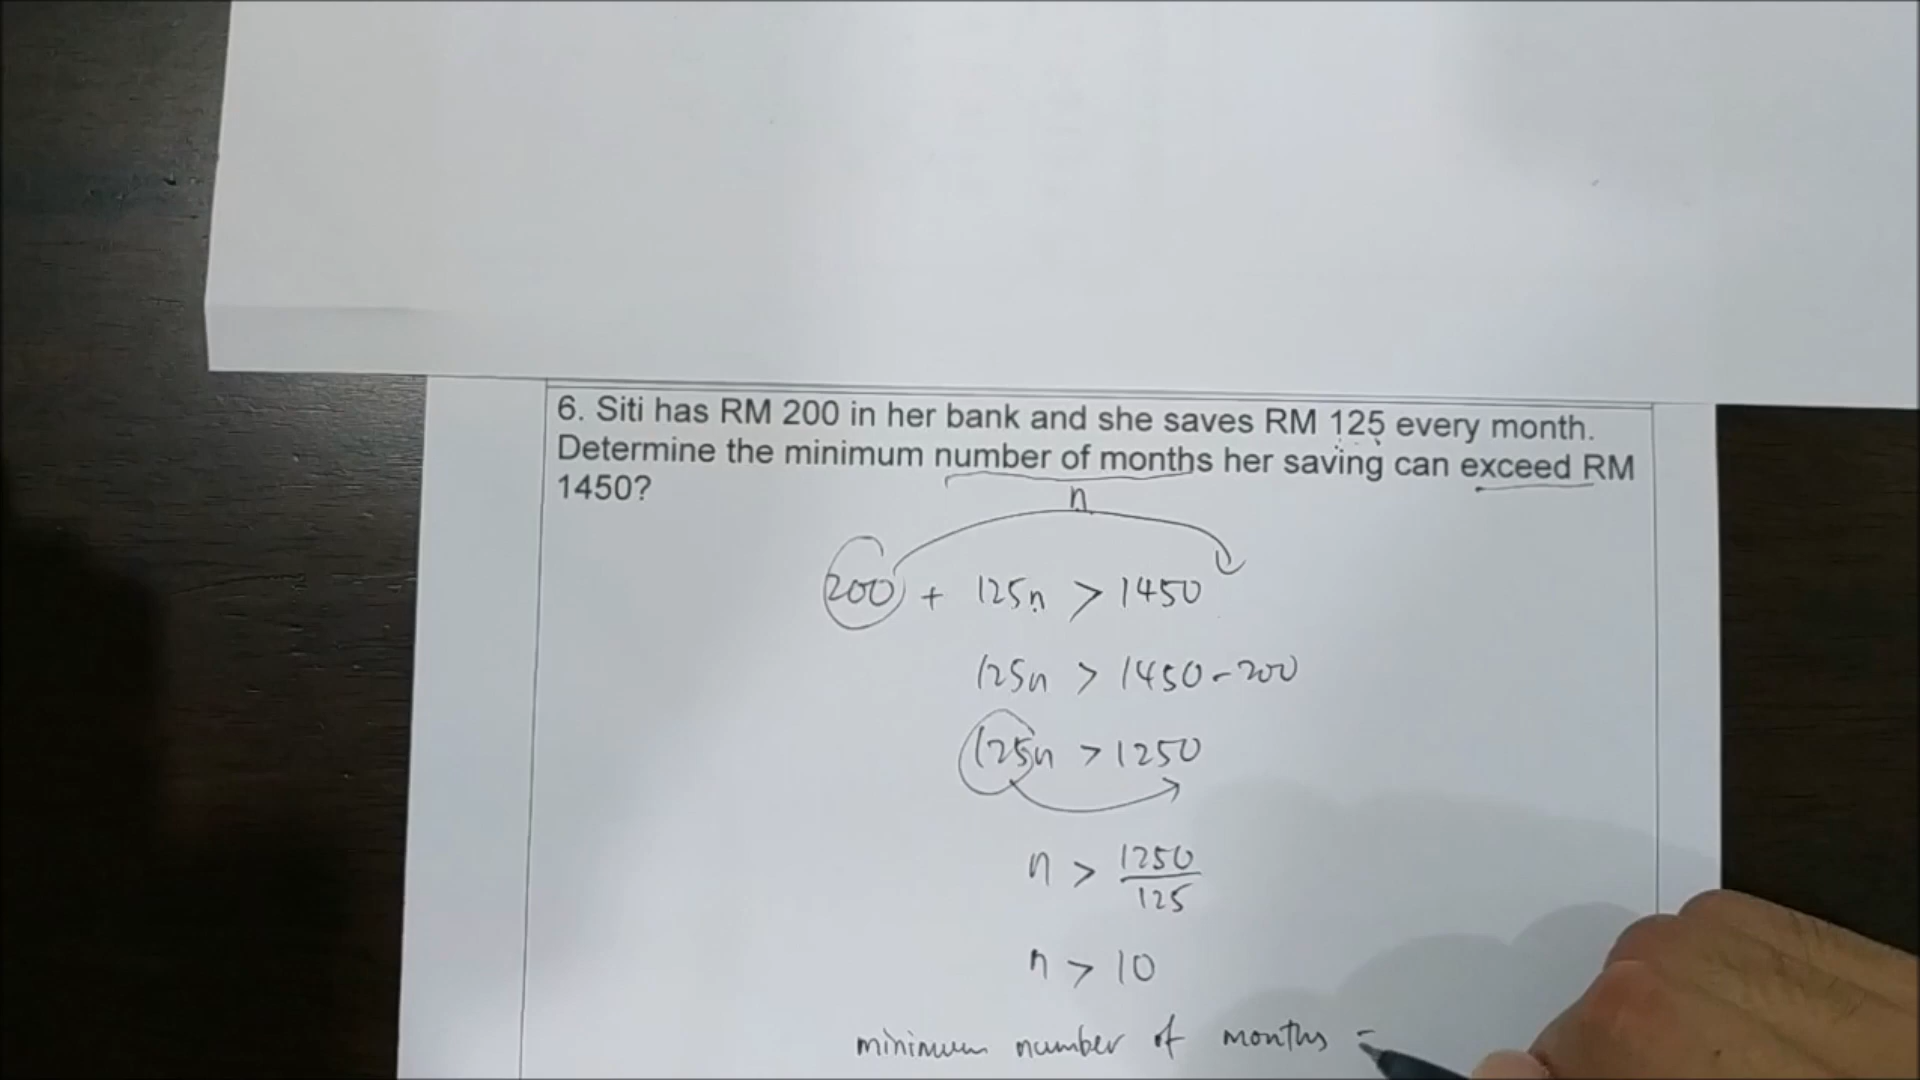 6. Siti has RM 200 in her bank and she saves RM 125 every month.
Determine the minimum number of months her saving can exceed RM
1450?
n
200 + 125n > 1450
125n > 1450 - 200
125n > 1250
n > 1250/125
n > 10
minimum number of months =